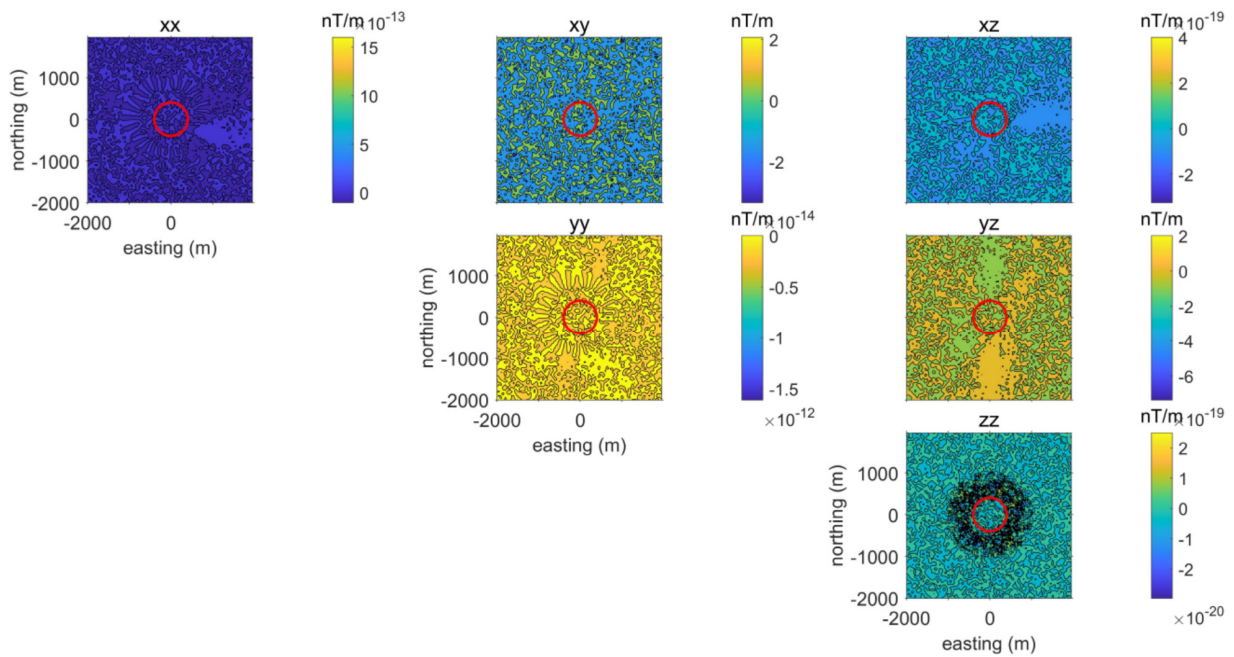 xx
nT/m ×10⁻¹³
northing (m)
1000
0
-1000
-2000
-2000 0
easting (m)
15
10
5
0
xy
nT/m
2
0
-2
xz
nT/m ×10⁻¹⁹
4
2
0
-2
yy
nT/m ×10⁻¹⁴
northing (m)
1000
0
-1000
-2000
-2000 0
easting (m)
0
-0.5
-1
-1.5
×10⁻¹²
yz
nT/m
2
0
-2
-4
-6
zz
nT/m ×10⁻¹⁹
northing (m)
1000
0
-1000
-2000
-2000 0
easting (m)
2
1
0
-1
-2
×10⁻²⁰